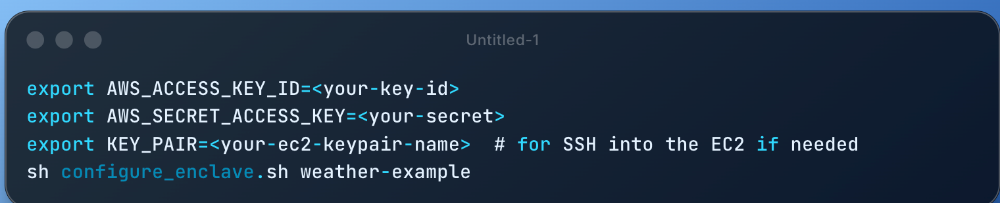 Untitled-1
export AWS_ACCESS_KEY_ID=<your-key-id>
export AWS_SECRET_ACCESS_KEY=<your-secret>
export KEY_PAIR=<your-ec2-keypair-name>  # for SSH into the EC2 if needed
sh configure_enclave.sh weather-example